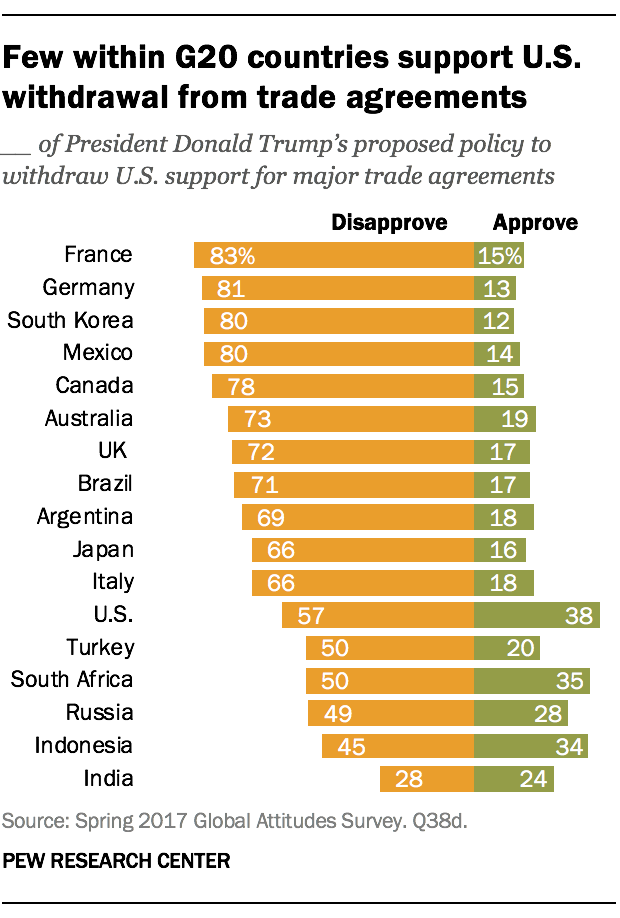 Few within G20 countries support U.S.
withdrawal from trade agreements
__ of President Donald Trump's proposed policy to
withdraw U.S. support for major trade agreements
Disapprove Approve
France 83% 15%
Germany 81 13
South Korea 80 12
Mexico 80 14
Canada 78 15
Australia 73 19
UK 72 17
Brazil 71 17
Argentina 69 18
Japan 66 16
Italy 66 18
U.S. 57 38
Turkey 50 20
South Africa 50 35
Russia 49 28
Indonesia 45 34
India 28 24
Source: Spring 2017 Global Attitudes Survey. Q38d.
PEW RESEARCH CENTER